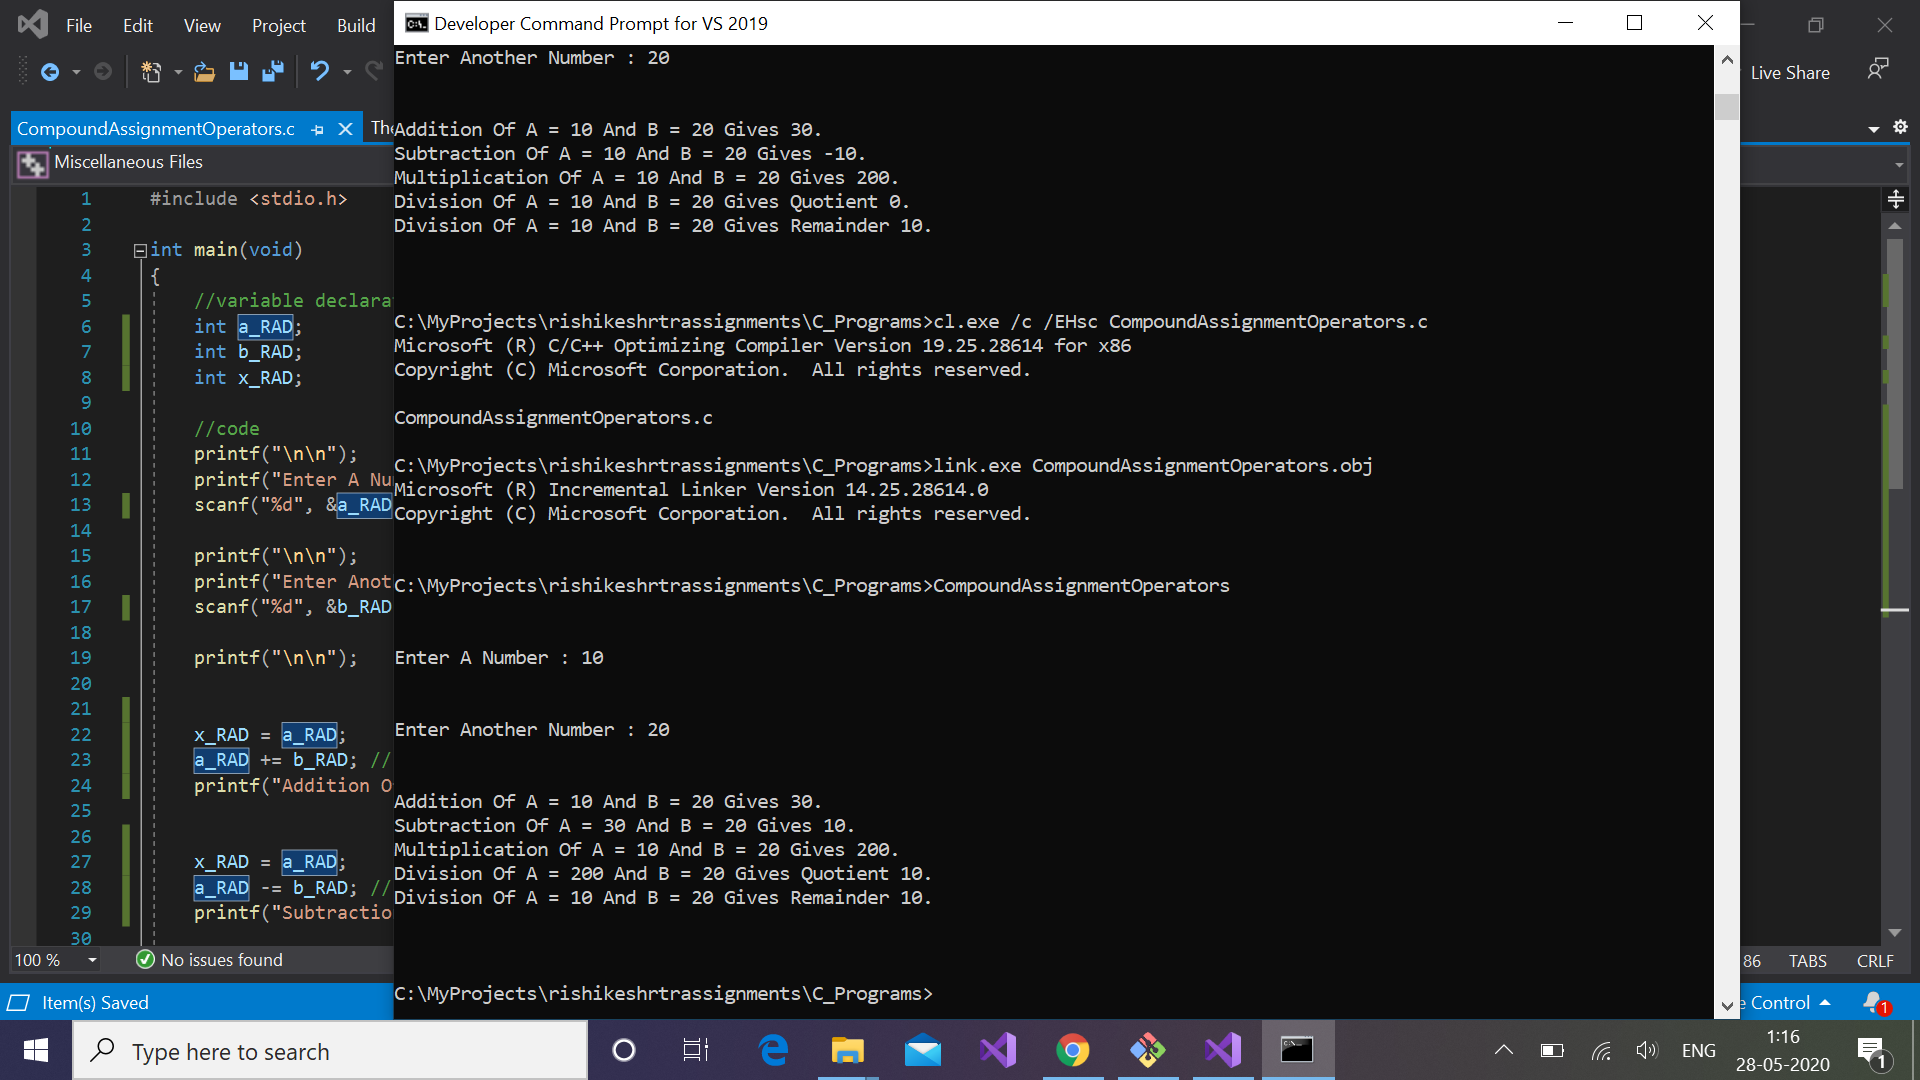 File Edit View Project Build
Developer Command Prompt for VS 2019
Live Share
CompoundAssignmentOperators.c
The
Miscellaneous Files
1 #include <stdio.h>
2
3 int main(void)
4 {
5 //variable declara
6 int a_RAD;
7 int b_RAD;
8 int x_RAD;
9
10 //code
11 printf("\n\n");
12 printf("Enter A Nu
13 scanf("%d", &a_RAD
14
15 printf("\n\n");
16 printf("Enter Anot
17 scanf("%d", &b_RAD
18
19 printf("\n\n");
20
21
22 x_RAD = a_RAD;
23 a_RAD += b_RAD; //
24 printf("Addition O
25
26
27 x_RAD = a_RAD;
28 a_RAD -= b_RAD; //
29 printf("Subtractio
30
100 %
No issues found
Item(s) Saved
Enter Another Number : 20
Addition Of A = 10 And B = 20 Gives 30.
Subtraction Of A = 10 And B = 20 Gives -10.
Multiplication Of A = 10 And B = 20 Gives 200.
Division Of A = 10 And B = 20 Gives Quotient 0.
Division Of A = 10 And B = 20 Gives Remainder 10.
C:\MyProjects\rishikeshrtrassignments\C_Programs>cl.exe /c /EHsc CompoundAssignmentOperators.c
Microsoft (R) C/C++ Optimizing Compiler Version 19.25.28614 for x86
Copyright (C) Microsoft Corporation.  All rights reserved.
CompoundAssignmentOperators.c
C:\MyProjects\rishikeshrtrassignments\C_Programs>link.exe CompoundAssignmentOperators.obj
Microsoft (R) Incremental Linker Version 14.25.28614.0
Copyright (C) Microsoft Corporation.  All rights reserved.
C:\MyProjects\rishikeshrtrassignments\C_Programs>CompoundAssignmentOperators
Enter A Number : 10
Enter Another Number : 20
Addition Of A = 10 And B = 20 Gives 30.
Subtraction Of A = 30 And B = 20 Gives 10.
Multiplication Of A = 10 And B = 20 Gives 200.
Division Of A = 200 And B = 20 Gives Quotient 10.
Division Of A = 10 And B = 20 Gives Remainder 10.
C:\MyProjects\rishikeshrtrassignments\C_Programs>
86 TABS CRLF
e Control
1
Type here to search
ENG
1:16
28-05-2020
1